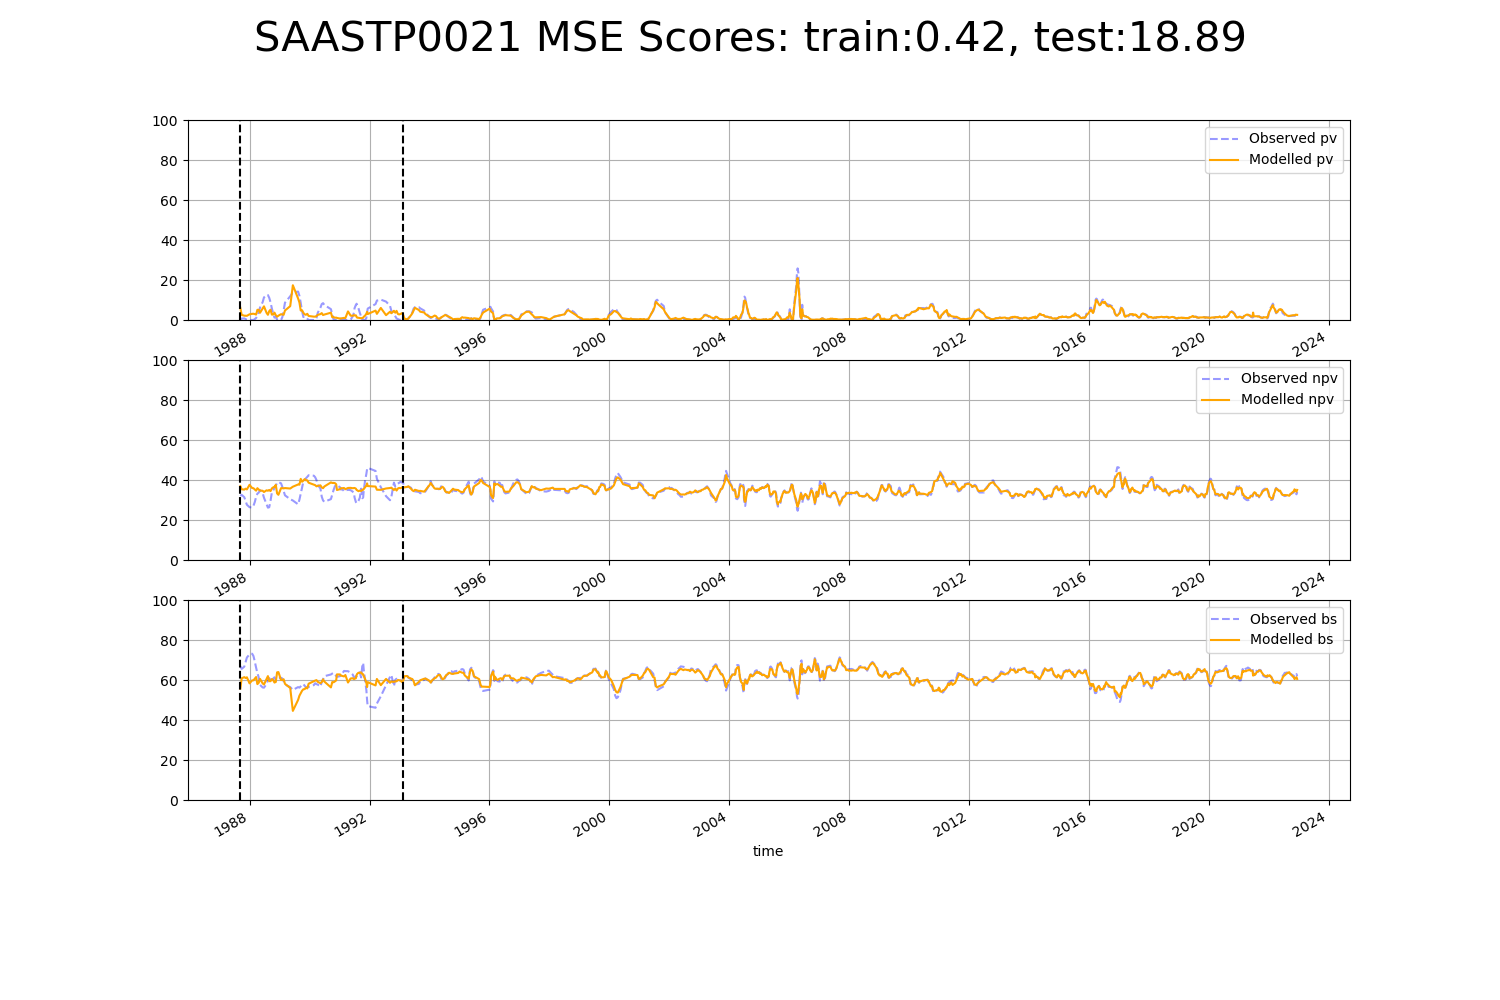 SAASTP0021 MSE Scores: train:0.42, test:18.89
100
80
60
40
20
0
Observed pv
Modelled pv
1988 1992 1996 2000 2004 2008 2012 2016 2020 2024
100
80
60
40
20
0
Observed npv
Modelled npv
1988 1992 1996 2000 2004 2008 2012 2016 2020 2024
100
80
60
40
20
0
Observed bs
Modelled bs
1988 1992 1996 2000 2004 2008 2012 2016 2020 2024
time